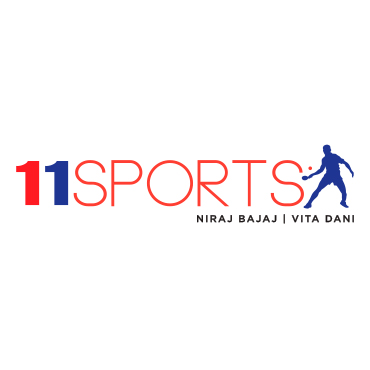 11SPORTS
NIRAJ BAJAJ | VITA DANI